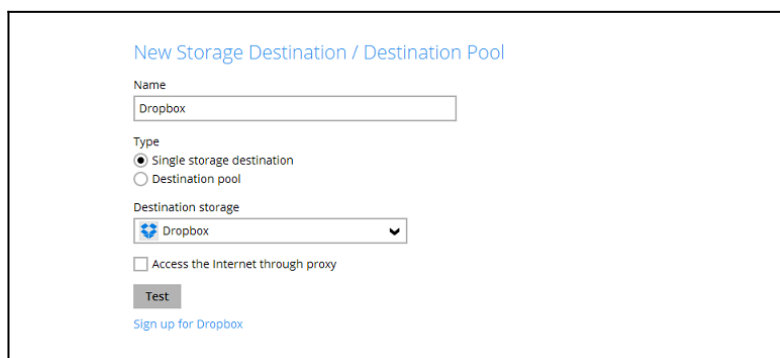 New Storage Destination / Destination Pool
Name
Dropbox
Type
Single storage destination
Destination pool
Destination storage
Dropbox
Access the Internet through proxy
Test
Sign up for Dropbox